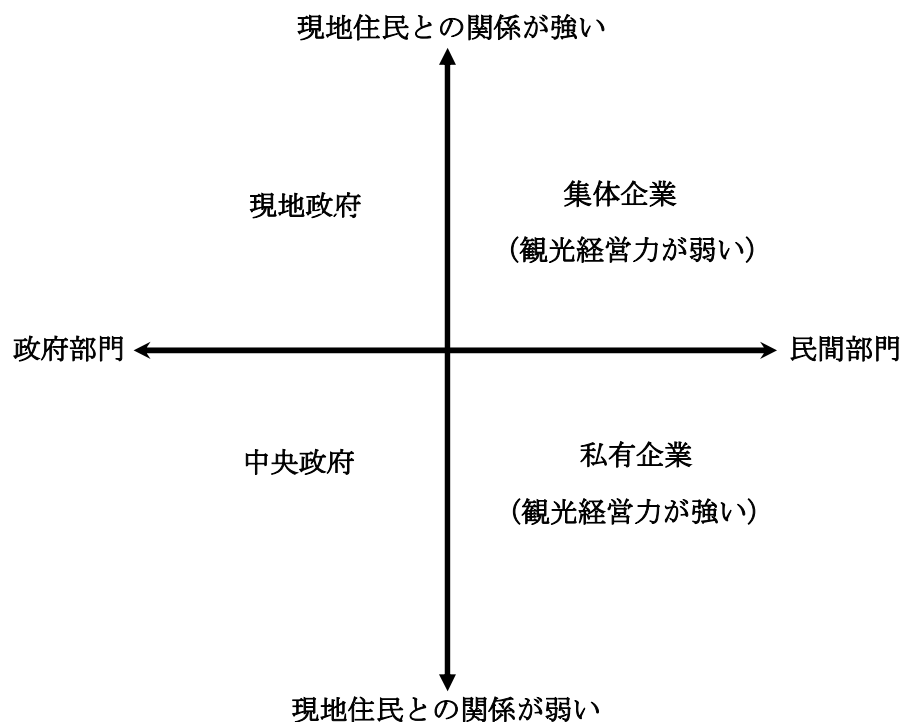 現地住民との関係が強い
現地政府
集体企業
（観光経営力が弱い）
政府部門
民間部門
中央政府
私有企業
（観光経営力が強い）
現地住民との関係が弱い